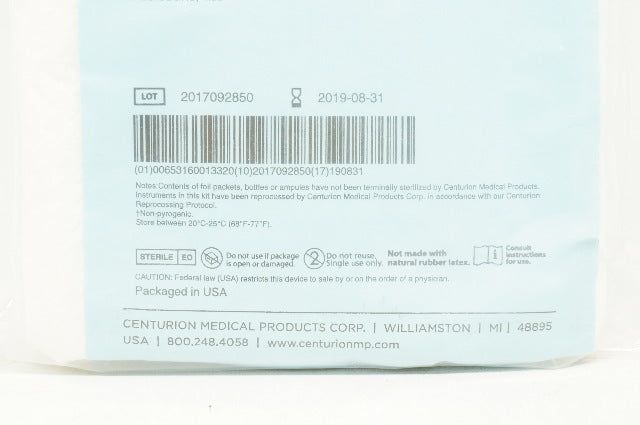 LOT 2017092850 2019-08-31
(01)00653160013320(10)2017092850(17)190831
Notes:Contents of foil packets, bottles or ampules have not been terminally sterilized by Centurion Medical Products.
Instruments in this kit have been reprocessed by Centurion Medical Products Corp. in accordance with our Centurion
Reprocessing Protocol.
†Non-pyrogenic.
Store between 20°C-25°C (68°F-77°F).
STERILE EO
Do not use if package
is open or damaged.
2
Do not reuse.
Single use only.
Not made with
natural rubber latex.
i
Consult
instructions
for use.
CAUTION: Federal law (USA) restricts this device to sale by or on the order of a physician.
Packaged in USA
CENTURION MEDICAL PRODUCTS CORP. | WILLIAMSTON | MI | 48895
USA | 800.248.4058 | www.centurionmp.com